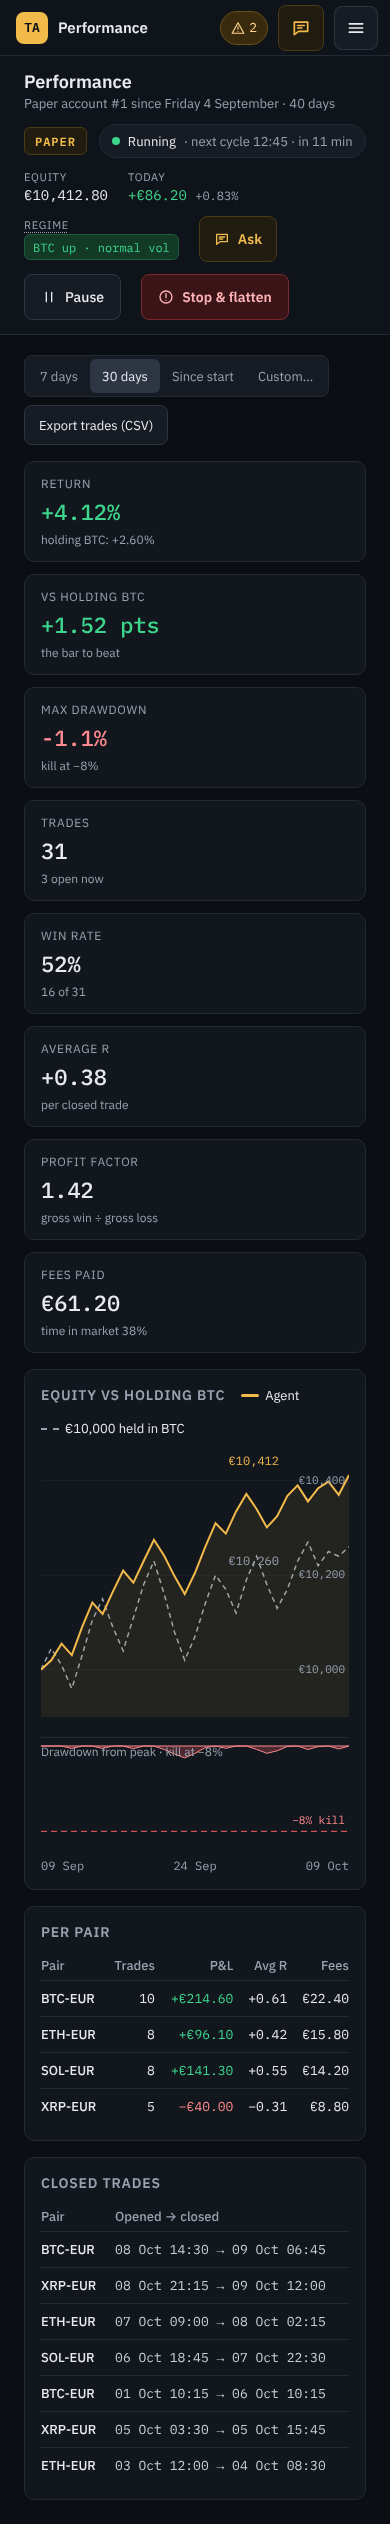 TA Performance 2
Performance
Paper account #1 since Friday 4 September · 40 days
PAPER Running · next cycle 12:45 · in 11 min
EQUITY TODAY
€10,412.80 +€86.20 +0.83%
REGIME
BTC up · normal vol Ask
Pause Stop & flatten
7 days 30 days Since start Custom…
Export trades (CSV)
RETURN
+4.12%
holding BTC: +2.60%
VS HOLDING BTC
+1.52 pts
the bar to beat
MAX DRAWDOWN
-1.1%
kill at −8%
TRADES
31
3 open now
WIN RATE
52%
16 of 31
AVERAGE R
+0.38
per closed trade
PROFIT FACTOR
1.42
gross win ÷ gross loss
FEES PAID
€61.20
time in market 38%
EQUITY VS HOLDING BTC Agent
€10,000 held in BTC
€10,412
€10,400
€10,260
€10,200
€10,000
Drawdown from peak · kill at −8%
−8% kill
09 Sep 24 Sep 09 Oct
PER PAIR
Pair Trades P&L Avg R Fees
BTC-EUR 10 +€214.60 +0.61 €22.40
ETH-EUR 8 +€96.10 +0.42 €15.80
SOL-EUR 8 +€141.30 +0.55 €14.20
XRP-EUR 5 −€40.00 −0.31 €8.80
CLOSED TRADES
Pair Opened → closed
BTC-EUR 08 Oct 14:30 → 09 Oct 06:45
XRP-EUR 08 Oct 21:15 → 09 Oct 12:00
ETH-EUR 07 Oct 09:00 → 08 Oct 02:15
SOL-EUR 06 Oct 18:45 → 07 Oct 22:30
BTC-EUR 01 Oct 10:15 → 06 Oct 10:15
XRP-EUR 05 Oct 03:30 → 05 Oct 15:45
ETH-EUR 03 Oct 12:00 → 04 Oct 08:30